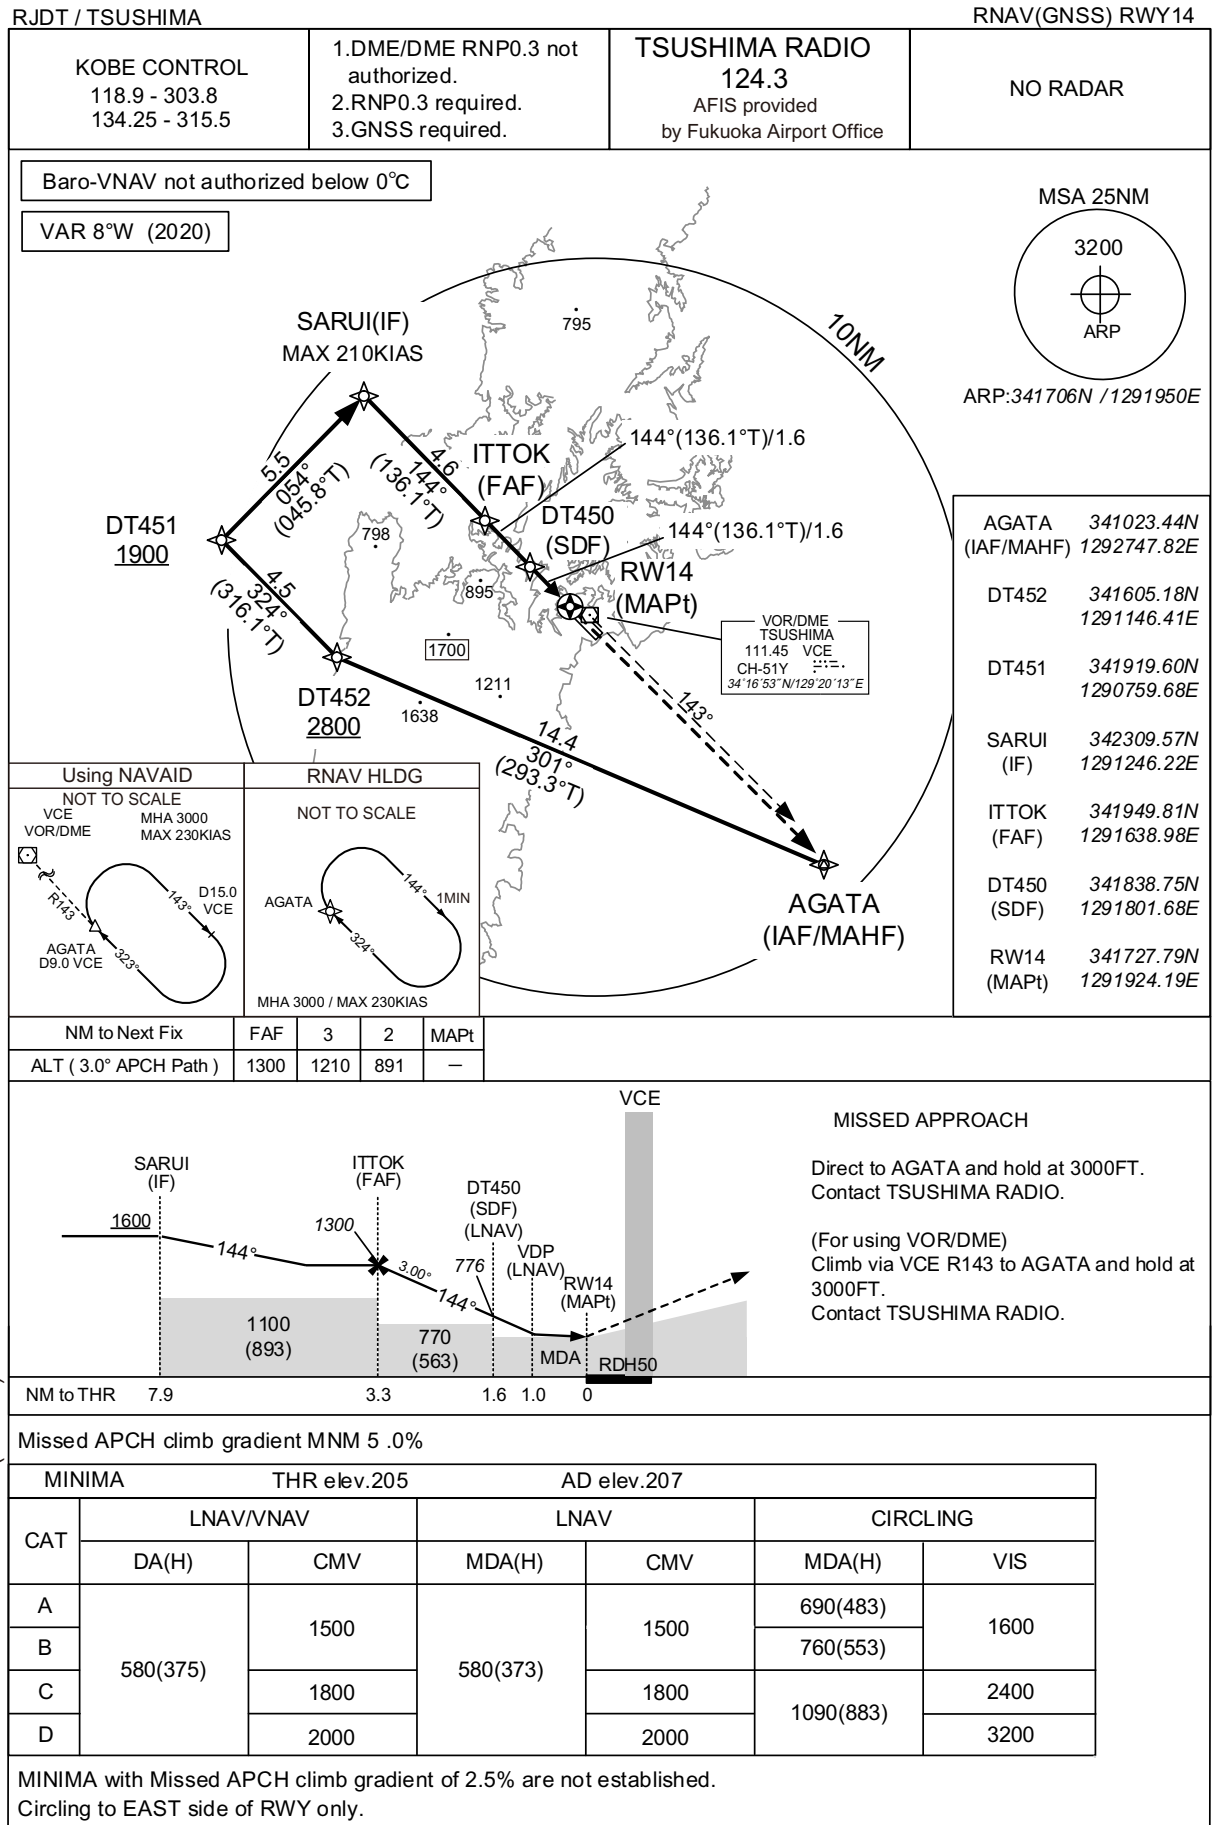 RJDT / TSUSHIMA
RNAV(GNSS) RWY14
KOBE CONTROL
118.9 - 303.8
134.25 - 315.5
1.DME/DME RNP0.3 not
authorized.
2.RNP0.3 required.
3.GNSS required.
TSUSHIMA RADIO
124.3
AFIS provided
by Fukuoka Airport Office
NO RADAR
Baro-VNAV not authorized below 0°C
VAR 8°W (2020)
MSA 25NM
3200
ARP
ARP:341706N /1291950E
10NM
795
SARUI(IF)
MAX 210KIAS
5.5
054°
(045.8°T)
4.6
144°
(136.1°T)
ITTOK
(FAF)
144°(136.1°T)/1.6
DT450
(SDF)
144°(136.1°T)/1.6
RW14
(MAPt)
DT451
1900
4.5
324°
(316.1°T)
798
895
1700
1211
1638
DT452
2800
14.4
301°
(293.3°T)
143°
VOR/DME
TSUSHIMA
111.45 VCE
CH-51Y
34°16'53"N/129°20'13"E
AGATA
(IAF/MAHF)
AGATA 341023.44N
(IAF/MAHF) 1292747.82E
DT452 341605.18N
1291146.41E
DT451 341919.60N
1290759.68E
SARUI 342309.57N
(IF) 1291246.22E
ITTOK 341949.81N
(FAF) 1291638.98E
DT450 341838.75N
(SDF) 1291801.68E
RW14 341727.79N
(MAPt) 1291924.19E
Using NAVAID
NOT TO SCALE
VCE
VOR/DME
MHA 3000
MAX 230KIAS
R143
143°
D15.0
VCE
AGATA
D9.0 VCE
323°
RNAV HLDG
NOT TO SCALE
AGATA
144°
1MIN
324°
MHA 3000 / MAX 230KIAS
NM to Next Fix FAF 3 2 MAPt
ALT ( 3.0° APCH Path ) 1300 1210 891 —
VCE
SARUI
(IF)
ITTOK
(FAF)
DT450
(SDF)
(LNAV)
VDP
(LNAV)
RW14
(MAPt)
1600
144°
1300
3.00°
144°
776
1100
(893)
770
(563)
MDA
RDH50
NM to THR 7.9 3.3 1.6 1.0 0
MISSED APPROACH
Direct to AGATA and hold at 3000FT.
Contact TSUSHIMA RADIO.
(For using VOR/DME)
Climb via VCE R143 to AGATA and hold at
3000FT.
Contact TSUSHIMA RADIO.
Missed APCH climb gradient MNM 5 .0%
MINIMA THR elev.205 AD elev.207
CAT LNAV/VNAV LNAV CIRCLING
DA(H) CMV MDA(H) CMV MDA(H) VIS
A 580(375) 1500 580(373) 1500 690(483) 1600
B 760(553)
C 1800 1800 1090(883) 2400
D 2000 2000 3200
MINIMA with Missed APCH climb gradient of 2.5% are not established.
Circling to EAST side of RWY only.